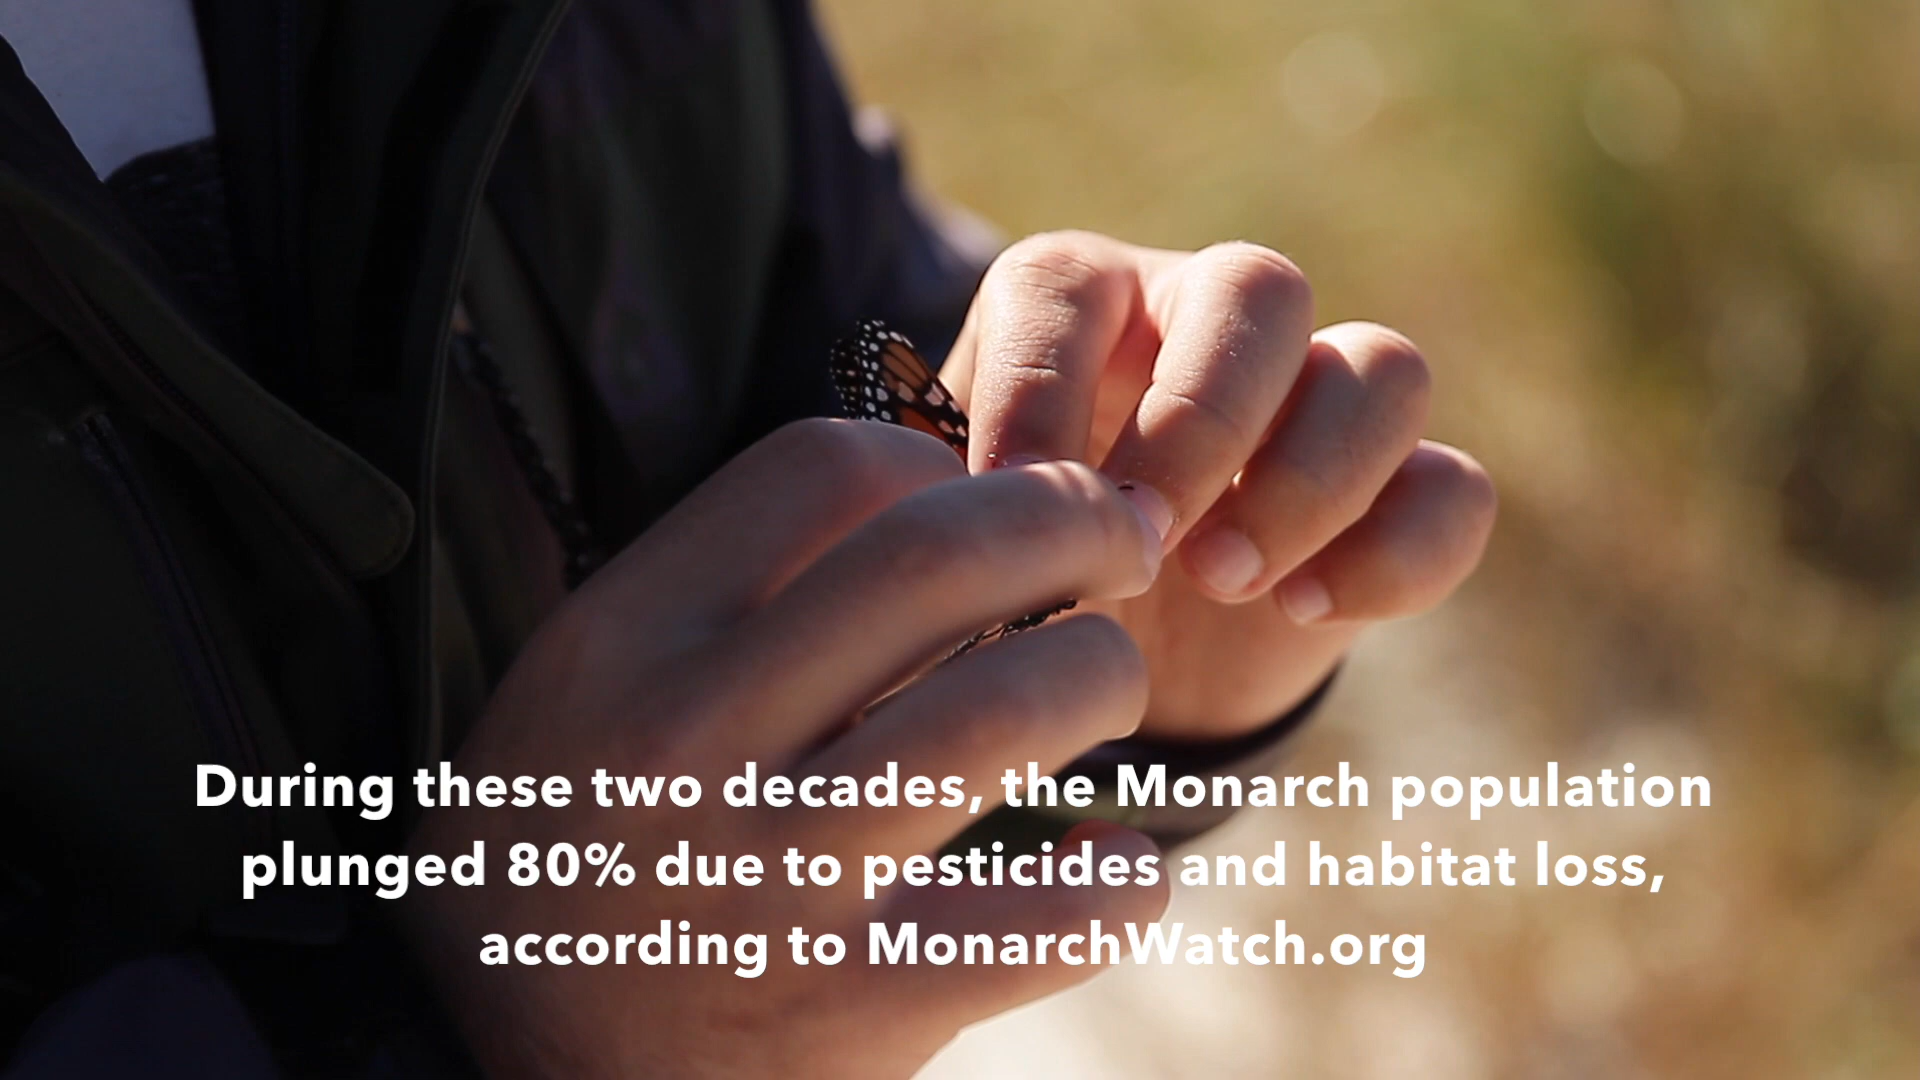 During these two decades, the Monarch population
plunged 80% due to pesticides and habitat loss,
according to MonarchWatch.org